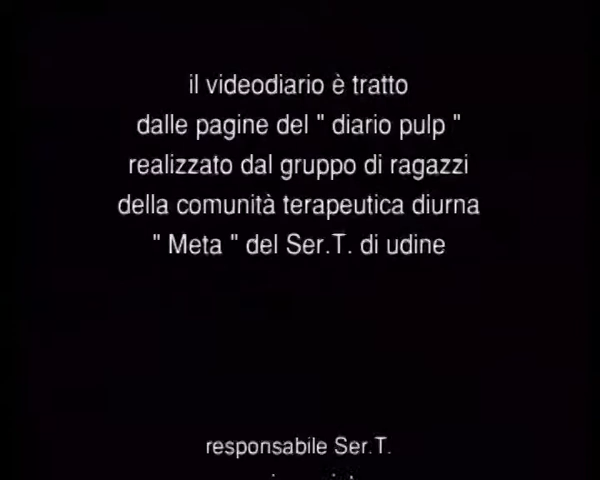 il videodiario è tratto
dalle pagine del " diario pulp "
realizzato dal gruppo di ragazzi
della comunità terapeutica diurna
" Meta " del Ser.T. di udine
responsabile Ser.T.